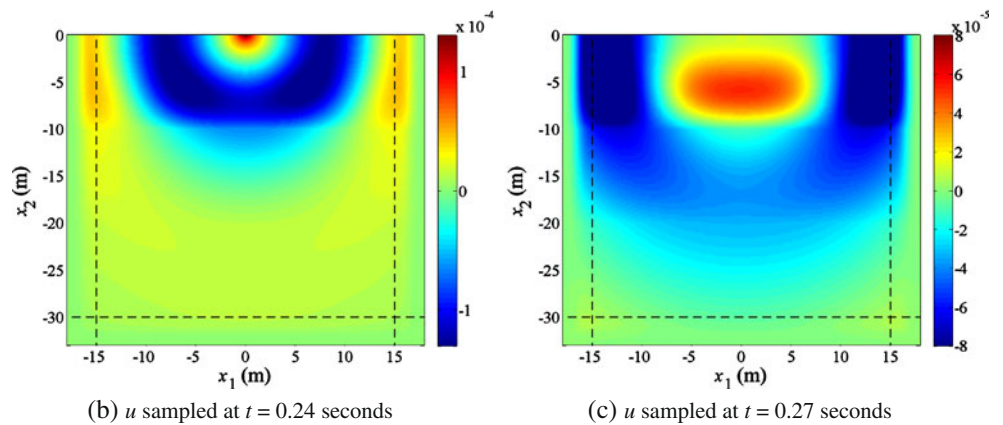 x 10⁻⁴
0
-5
-10
-15
-20
-25
-30
x₂ (m)
-15 -10 -5 0 5 10 15
x₁ (m)
1
0
-1
(b) u sampled at t = 0.24 seconds
x 10⁻⁵
0
-5
-10
-15
-20
-25
-30
x₂ (m)
-15 -10 -5 0 5 10 15
x₁ (m)
8
6
4
2
0
-2
-4
-6
-8
(c) u sampled at t = 0.27 seconds